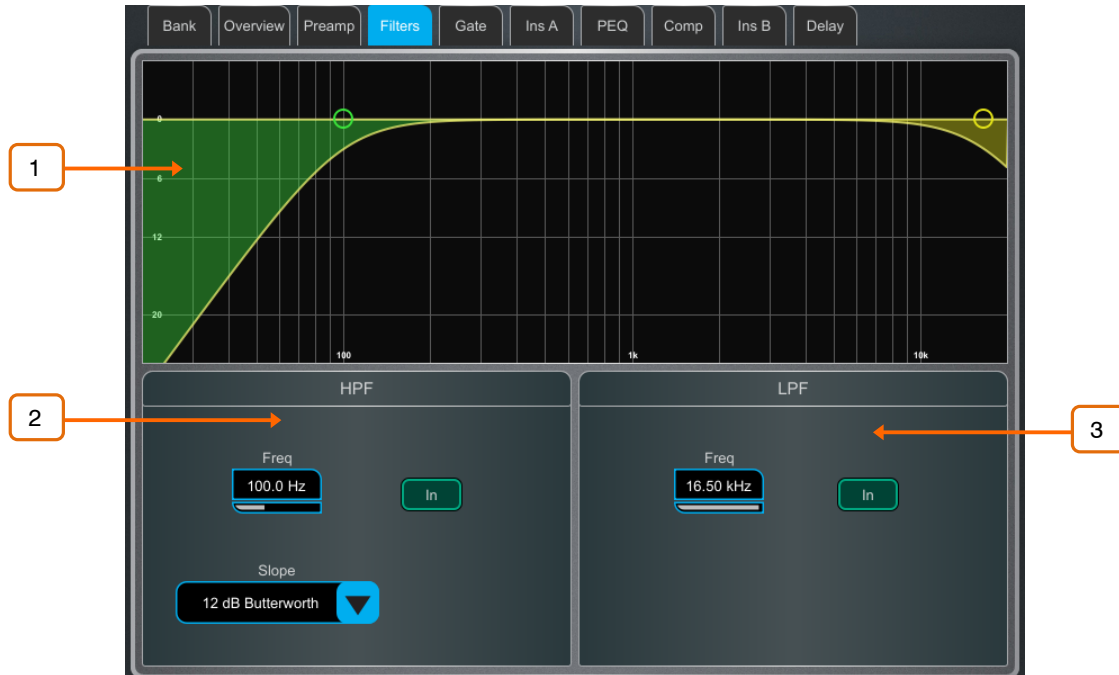 Bank Overview Preamp Filters Gate Ins A PEQ Comp Ins B Delay
0
1
6
12
20
100 1k 10k
HPF LPF
2
3
Freq Freq
100.0 Hz In 16.50 kHz In
Slope
12 dB Butterworth